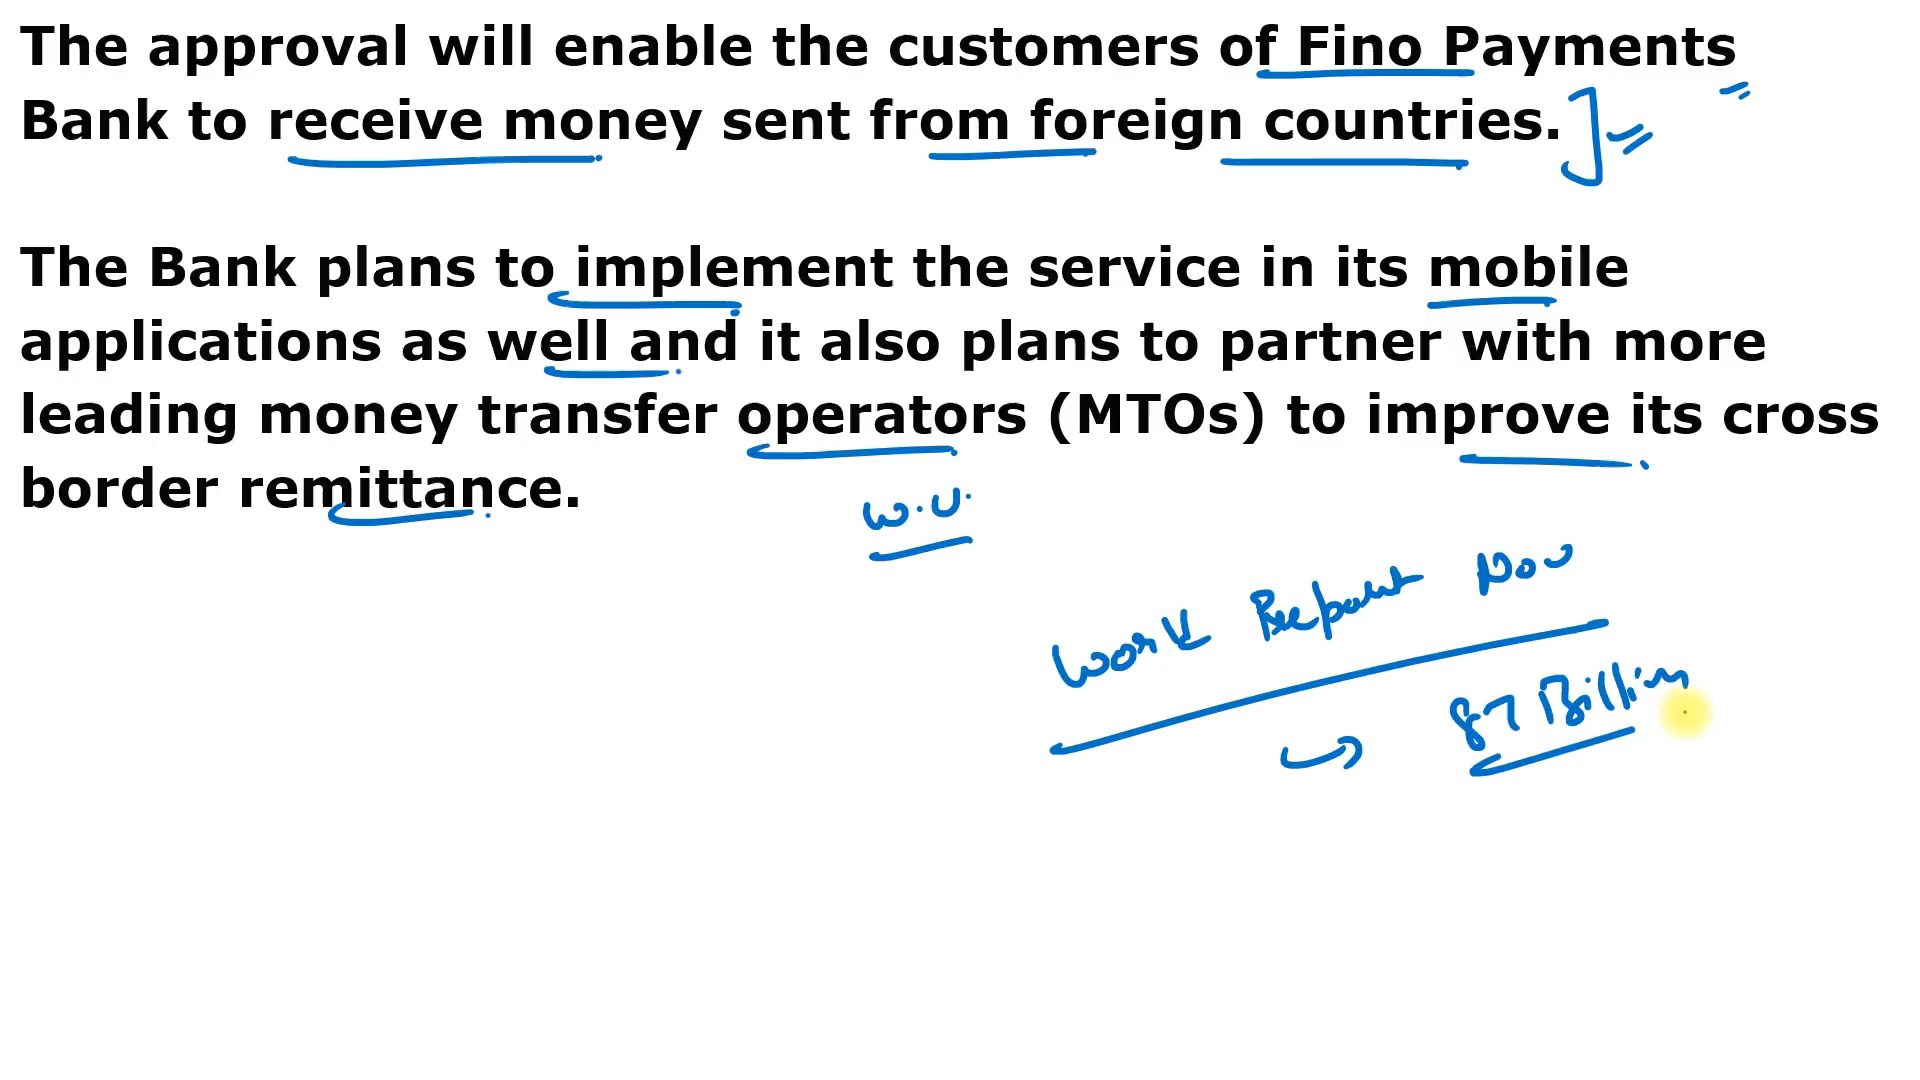 The approval will enable the customers of Fino Payments
Bank to receive money sent from foreign countries.
The Bank plans to implement the service in its mobile
applications as well and it also plans to partner with more
leading money transfer operators (MTOs) to improve its cross
border remittance.
W.U.
Work Report Nov
87 Billion